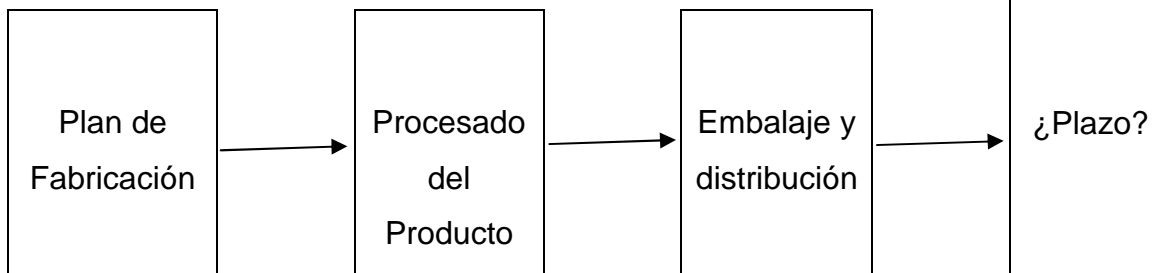 Plan de
Fabricación
Procesado
del
Producto
Embalaje y
distribución
¿Plazo?